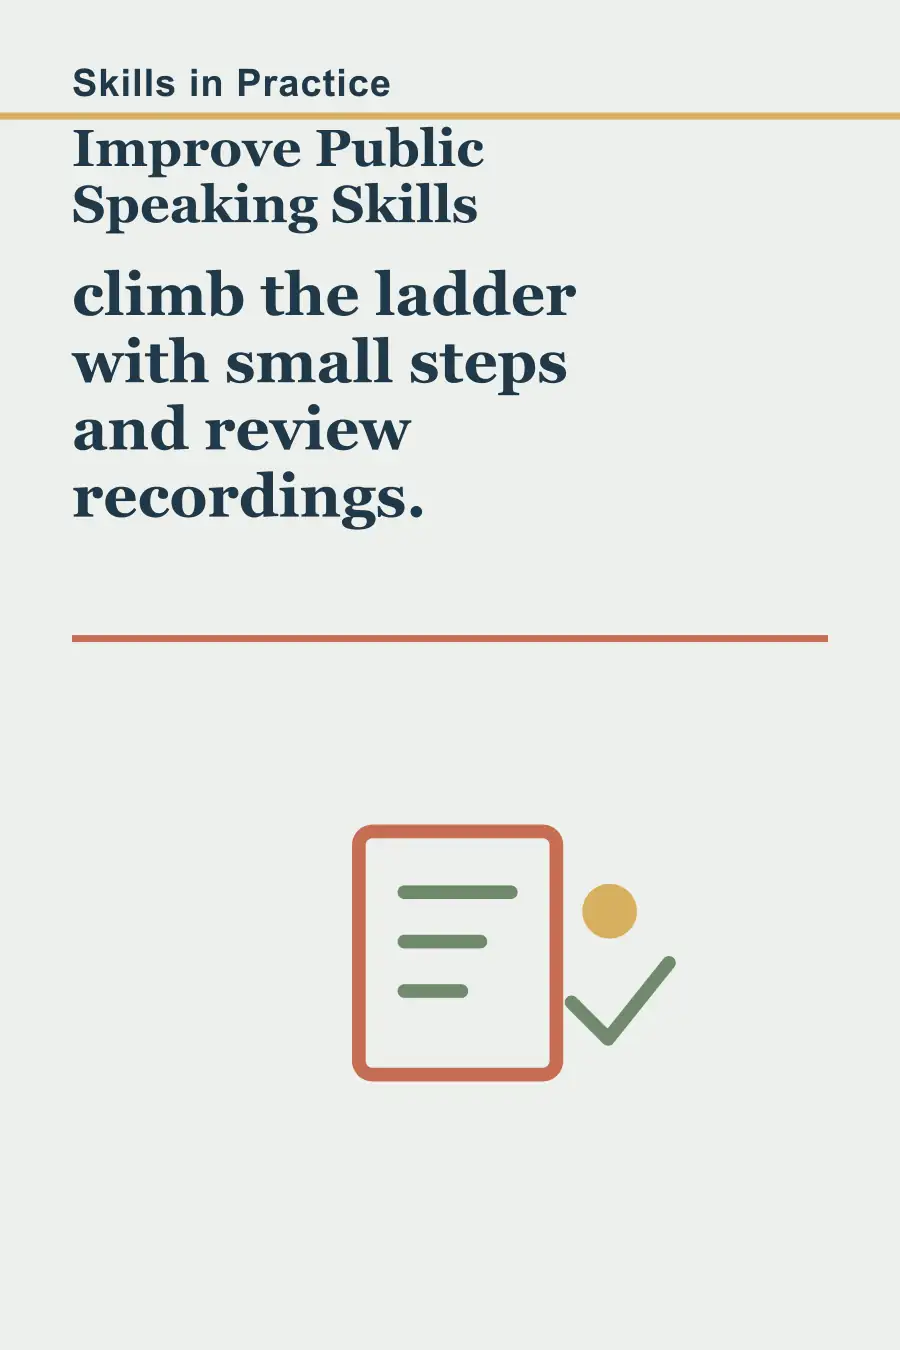 Skills in Practice
Improve Public
Speaking Skills
climb the ladder
with small steps
and review
recordings.